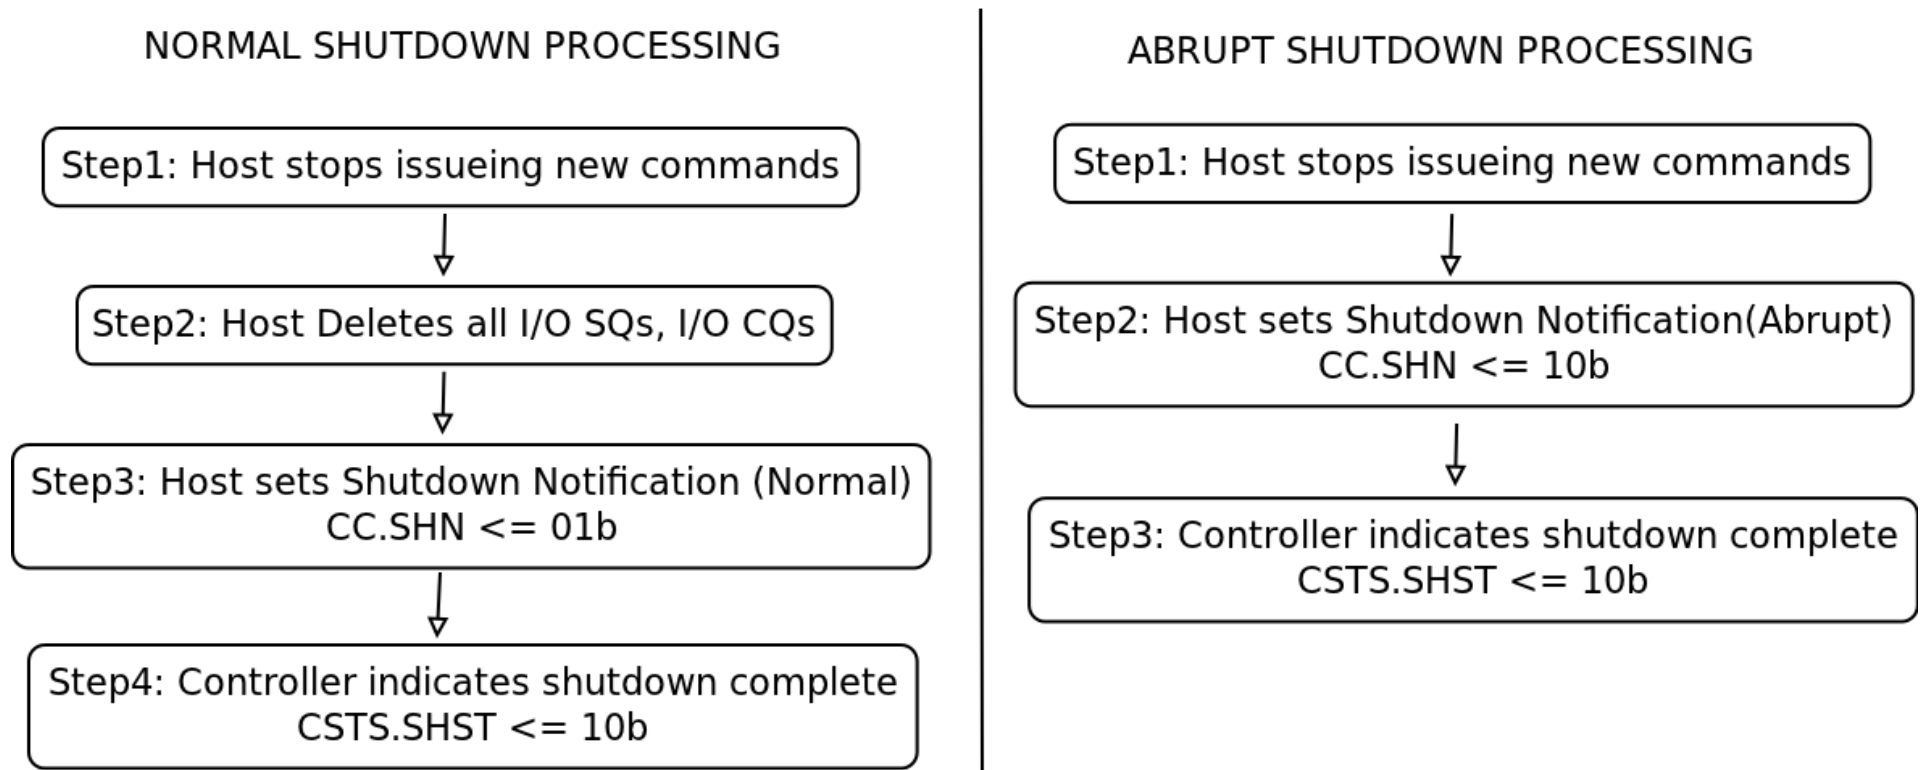 NORMAL SHUTDOWN PROCESSING
Step1: Host stops issueing new commands
Step2: Host Deletes all I/O SQs, I/O CQs
Step3: Host sets Shutdown Notification (Normal)
CC.SHN <= 01b
Step4: Controller indicates shutdown complete
CSTS.SHST <= 10b
ABRUPT SHUTDOWN PROCESSING
Step1: Host stops issueing new commands
Step2: Host sets Shutdown Notification(Abrupt)
CC.SHN <= 10b
Step3: Controller indicates shutdown complete
CSTS.SHST <= 10b